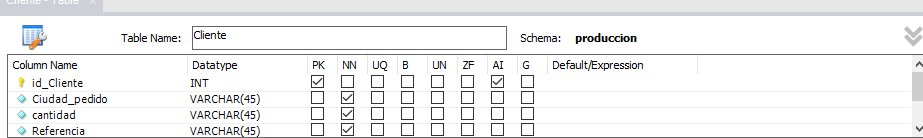 Cliente - Table
Table Name: Cliente Schema: produccion
Column Name Datatype PK NN UQ B UN ZF AI G Default/Expression
id_Cliente INT
Ciudad_pedido VARCHAR(45)
cantidad VARCHAR(45)
Referencia VARCHAR(45)